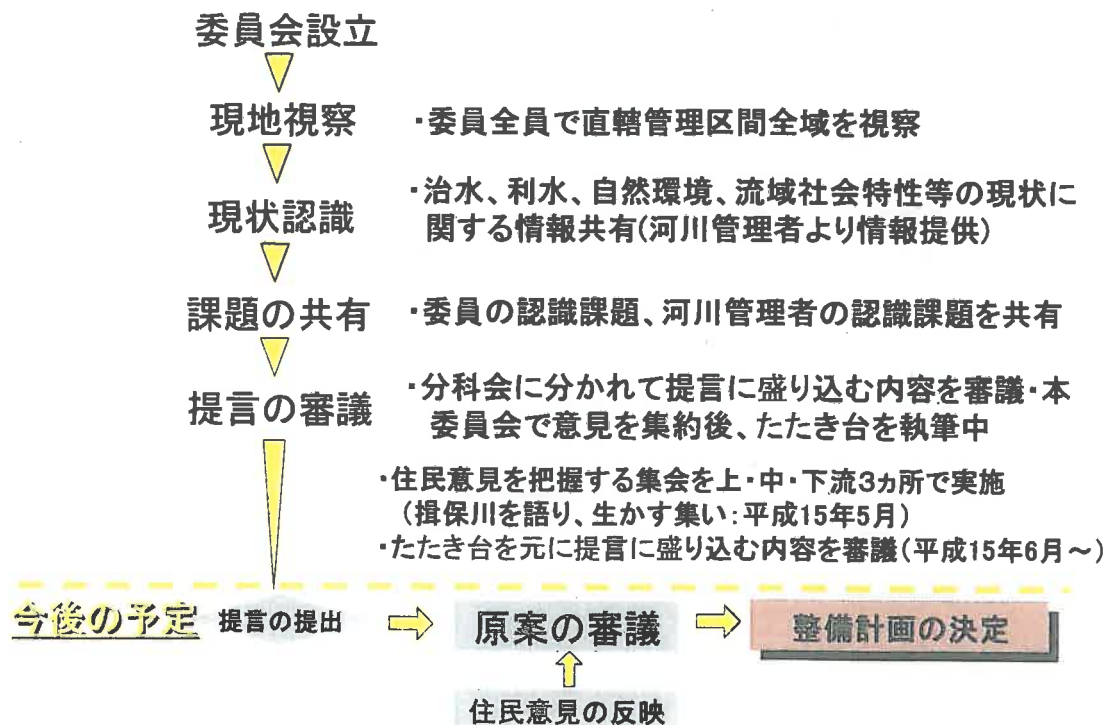 委員会設立
現地視察
・委員全員で直轄管理区間全域を視察
現状認識
・治水、利水、自然環境、流域社会特性等の現状に
関する情報共有(河川管理者より情報提供)
課題の共有
・委員の認識課題、河川管理者の認識課題を共有
提言の審議
・分科会に分かれて提言に盛り込む内容を審議・本
委員会で意見を集約後、たたき台を執筆中
・住民意見を把握する集会を上・中・下流3ヵ所で実施
(揖保川を語り、生かす集い:平成15年5月)
・たたき台を元に提言に盛り込む内容を審議(平成15年6月～)
今後の予定
提言の提出
原案の審議
整備計画の決定
住民意見の反映